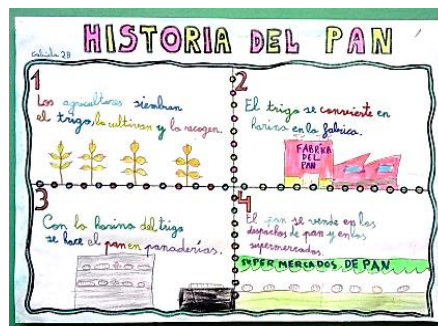 HISTORIA DEL PAN
2B
1
Los agricultores siembran
el trigo, lo cultivan y lo recogen.
2
El trigo se convierte en
harina en la fabrica.
FABRICA
DEL
PAN
3
Con la harina del trigo
se hace el pan en panaderías.
4
El pan se vende en los
despachos de pan y en los
supermercados.
SUPERMERCADOS DE PAN